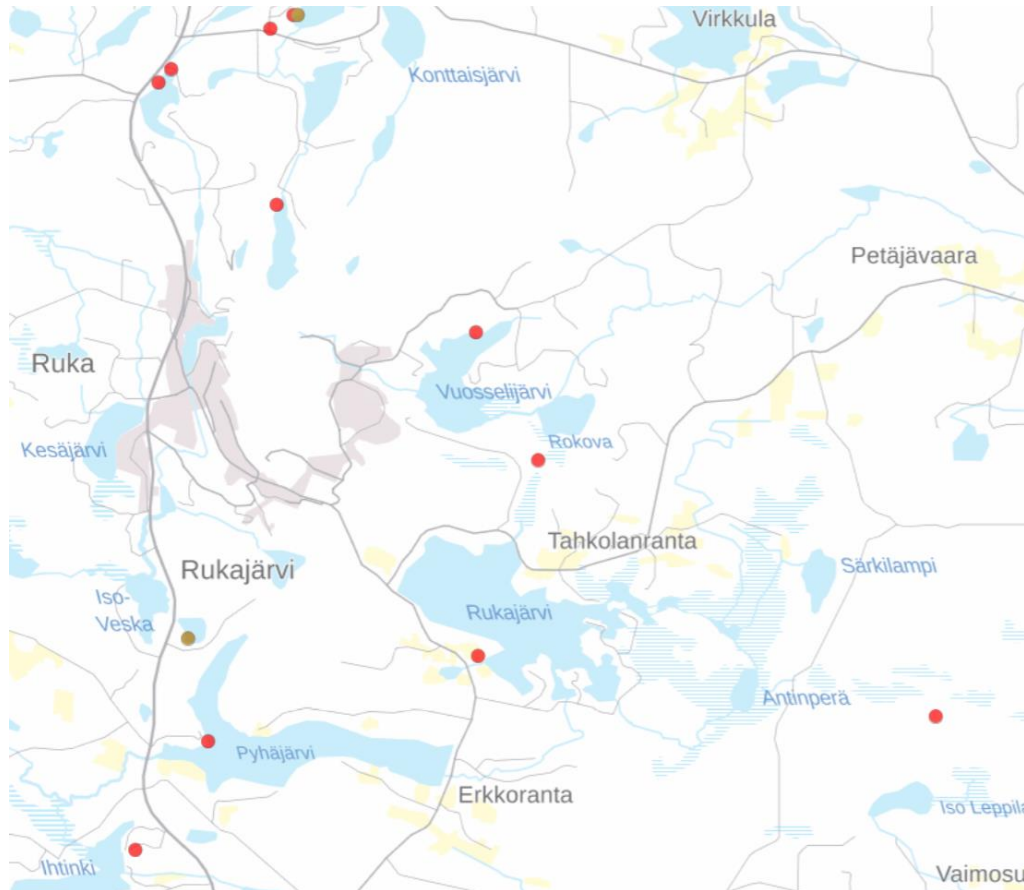 Virkkula
Konttaisjärvi
Petäjävaara
Ruka
Vuosselijärvi
Kesäjärvi
Rokova
Tahkolanranta
Rukajärvi
Särkilampi
Iso-
Veska
Rukajärvi
Antinperä
Pyhäjärvi
Erkkoranta
Iso Leppila
Ihtinki
Vaimosu